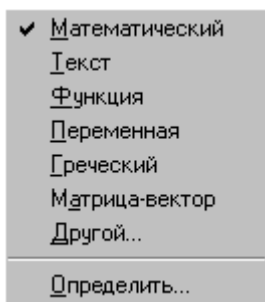 Математический
Текст
Функция
Переменная
Греческий
Матрица-вектор
Другой...
Определить...